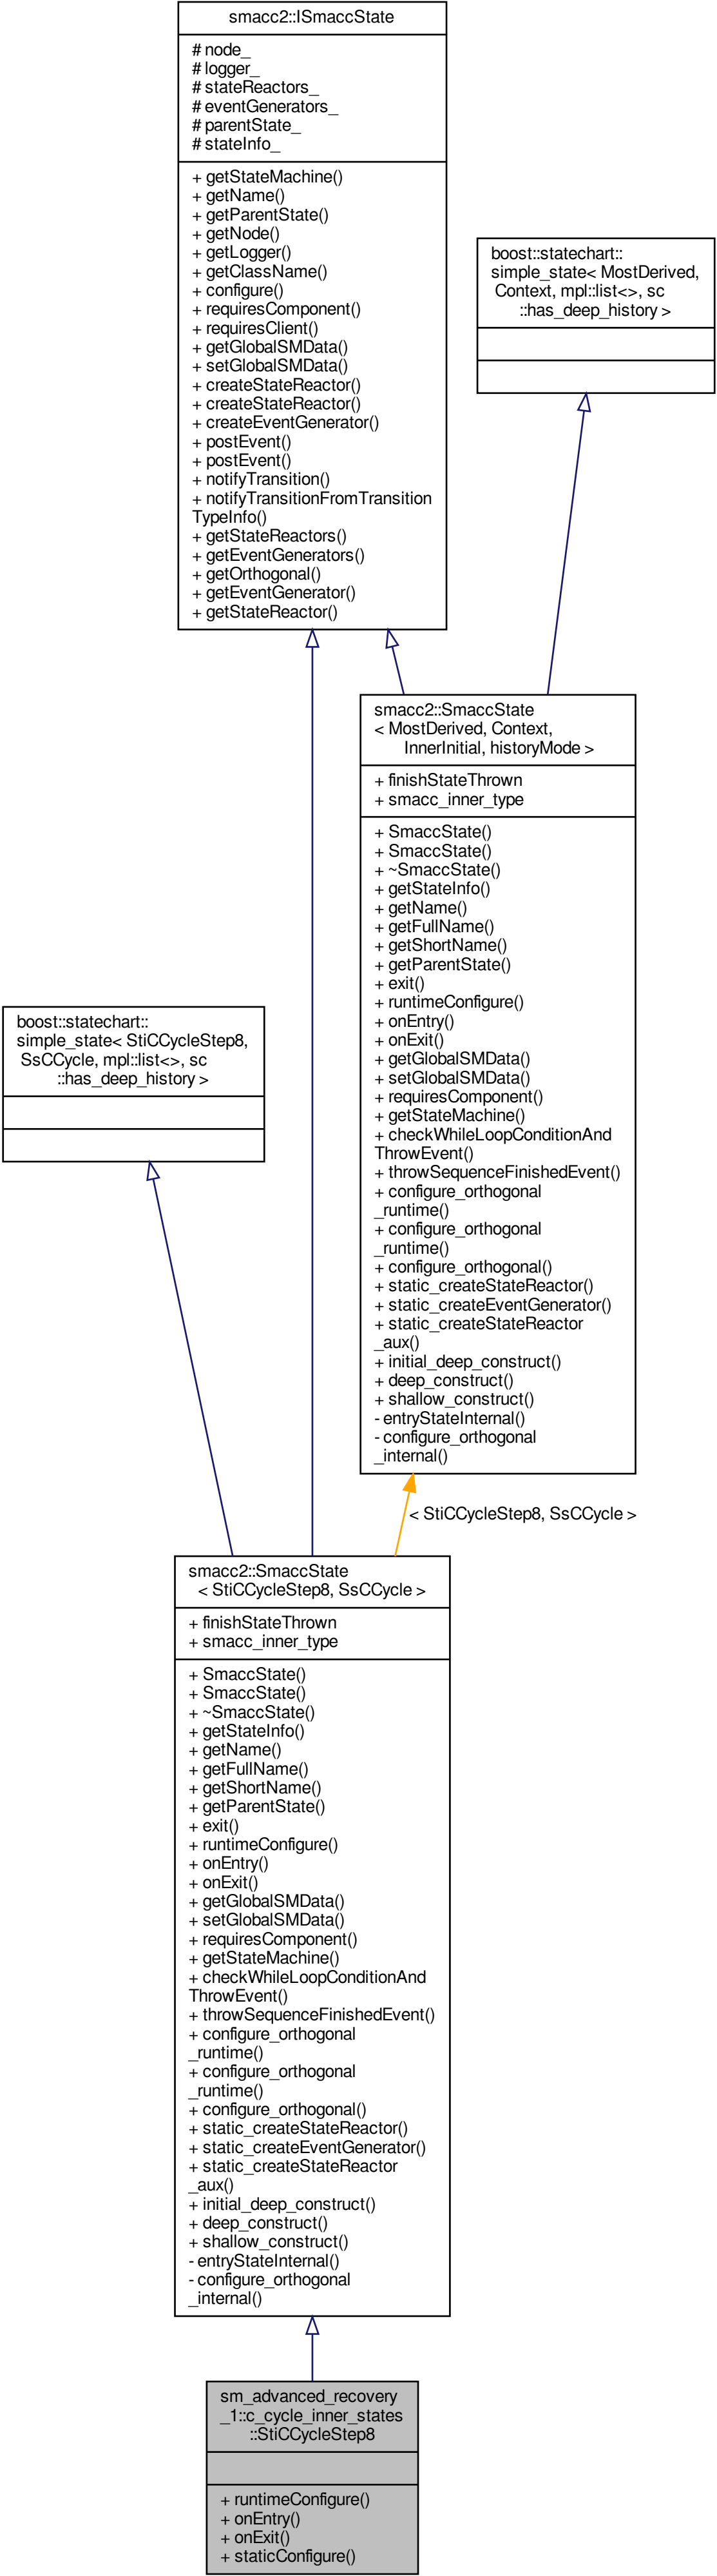 smacc2::ISmaccState
# node_
# logger_
# stateReactors_
# eventGenerators_
# parentState_
# stateInfo_
+ getStateMachine()
+ getName()
+ getParentState()
+ getNode()
+ getLogger()
+ getClassName()
+ configure()
+ requiresComponent()
+ requiresClient()
+ getGlobalSMData()
+ setGlobalSMData()
+ createStateReactor()
+ createStateReactor()
+ createEventGenerator()
+ postEvent()
+ postEvent()
+ notifyTransition()
+ notifyTransitionFromTransition
TypeInfo()
+ getStateReactors()
+ getEventGenerators()
+ getOrthogonal()
+ getEventGenerator()
+ getStateReactor()
boost::statechart::
simple_state< MostDerived,
Context, mpl::list<>, sc
::has_deep_history >
smacc2::SmaccState
< MostDerived, Context,
InnerInitial, historyMode >
+ finishStateThrown
+ smacc_inner_type
+ SmaccState()
+ SmaccState()
+ ~SmaccState()
+ getStateInfo()
+ getName()
+ getFullName()
+ getShortName()
+ getParentState()
+ exit()
+ runtimeConfigure()
+ onEntry()
+ onExit()
+ getGlobalSMData()
+ setGlobalSMData()
+ requiresComponent()
+ getStateMachine()
+ checkWhileLoopConditionAnd
ThrowEvent()
+ throwSequenceFinishedEvent()
+ configure_orthogonal
_runtime()
+ configure_orthogonal
_runtime()
+ configure_orthogonal()
+ static_createStateReactor()
+ static_createEventGenerator()
+ static_createStateReactor
_aux()
+ initial_deep_construct()
+ deep_construct()
+ shallow_construct()
- entryStateInternal()
- configure_orthogonal
_internal()
boost::statechart::
simple_state< StiCCycleStep8,
SsCCycle, mpl::list<>, sc
::has_deep_history >
< StiCCycleStep8, SsCCycle >
smacc2::SmaccState
< StiCCycleStep8, SsCCycle >
+ finishStateThrown
+ smacc_inner_type
+ SmaccState()
+ SmaccState()
+ ~SmaccState()
+ getStateInfo()
+ getName()
+ getFullName()
+ getShortName()
+ getParentState()
+ exit()
+ runtimeConfigure()
+ onEntry()
+ onExit()
+ getGlobalSMData()
+ setGlobalSMData()
+ requiresComponent()
+ getStateMachine()
+ checkWhileLoopConditionAnd
ThrowEvent()
+ throwSequenceFinishedEvent()
+ configure_orthogonal
_runtime()
+ configure_orthogonal
_runtime()
+ configure_orthogonal()
+ static_createStateReactor()
+ static_createEventGenerator()
+ static_createStateReactor
_aux()
+ initial_deep_construct()
+ deep_construct()
+ shallow_construct()
- entryStateInternal()
- configure_orthogonal
_internal()
sm_advanced_recovery
_1::c_cycle_inner_states
::StiCCycleStep8
+ runtimeConfigure()
+ onEntry()
+ onExit()
+ staticConfigure()